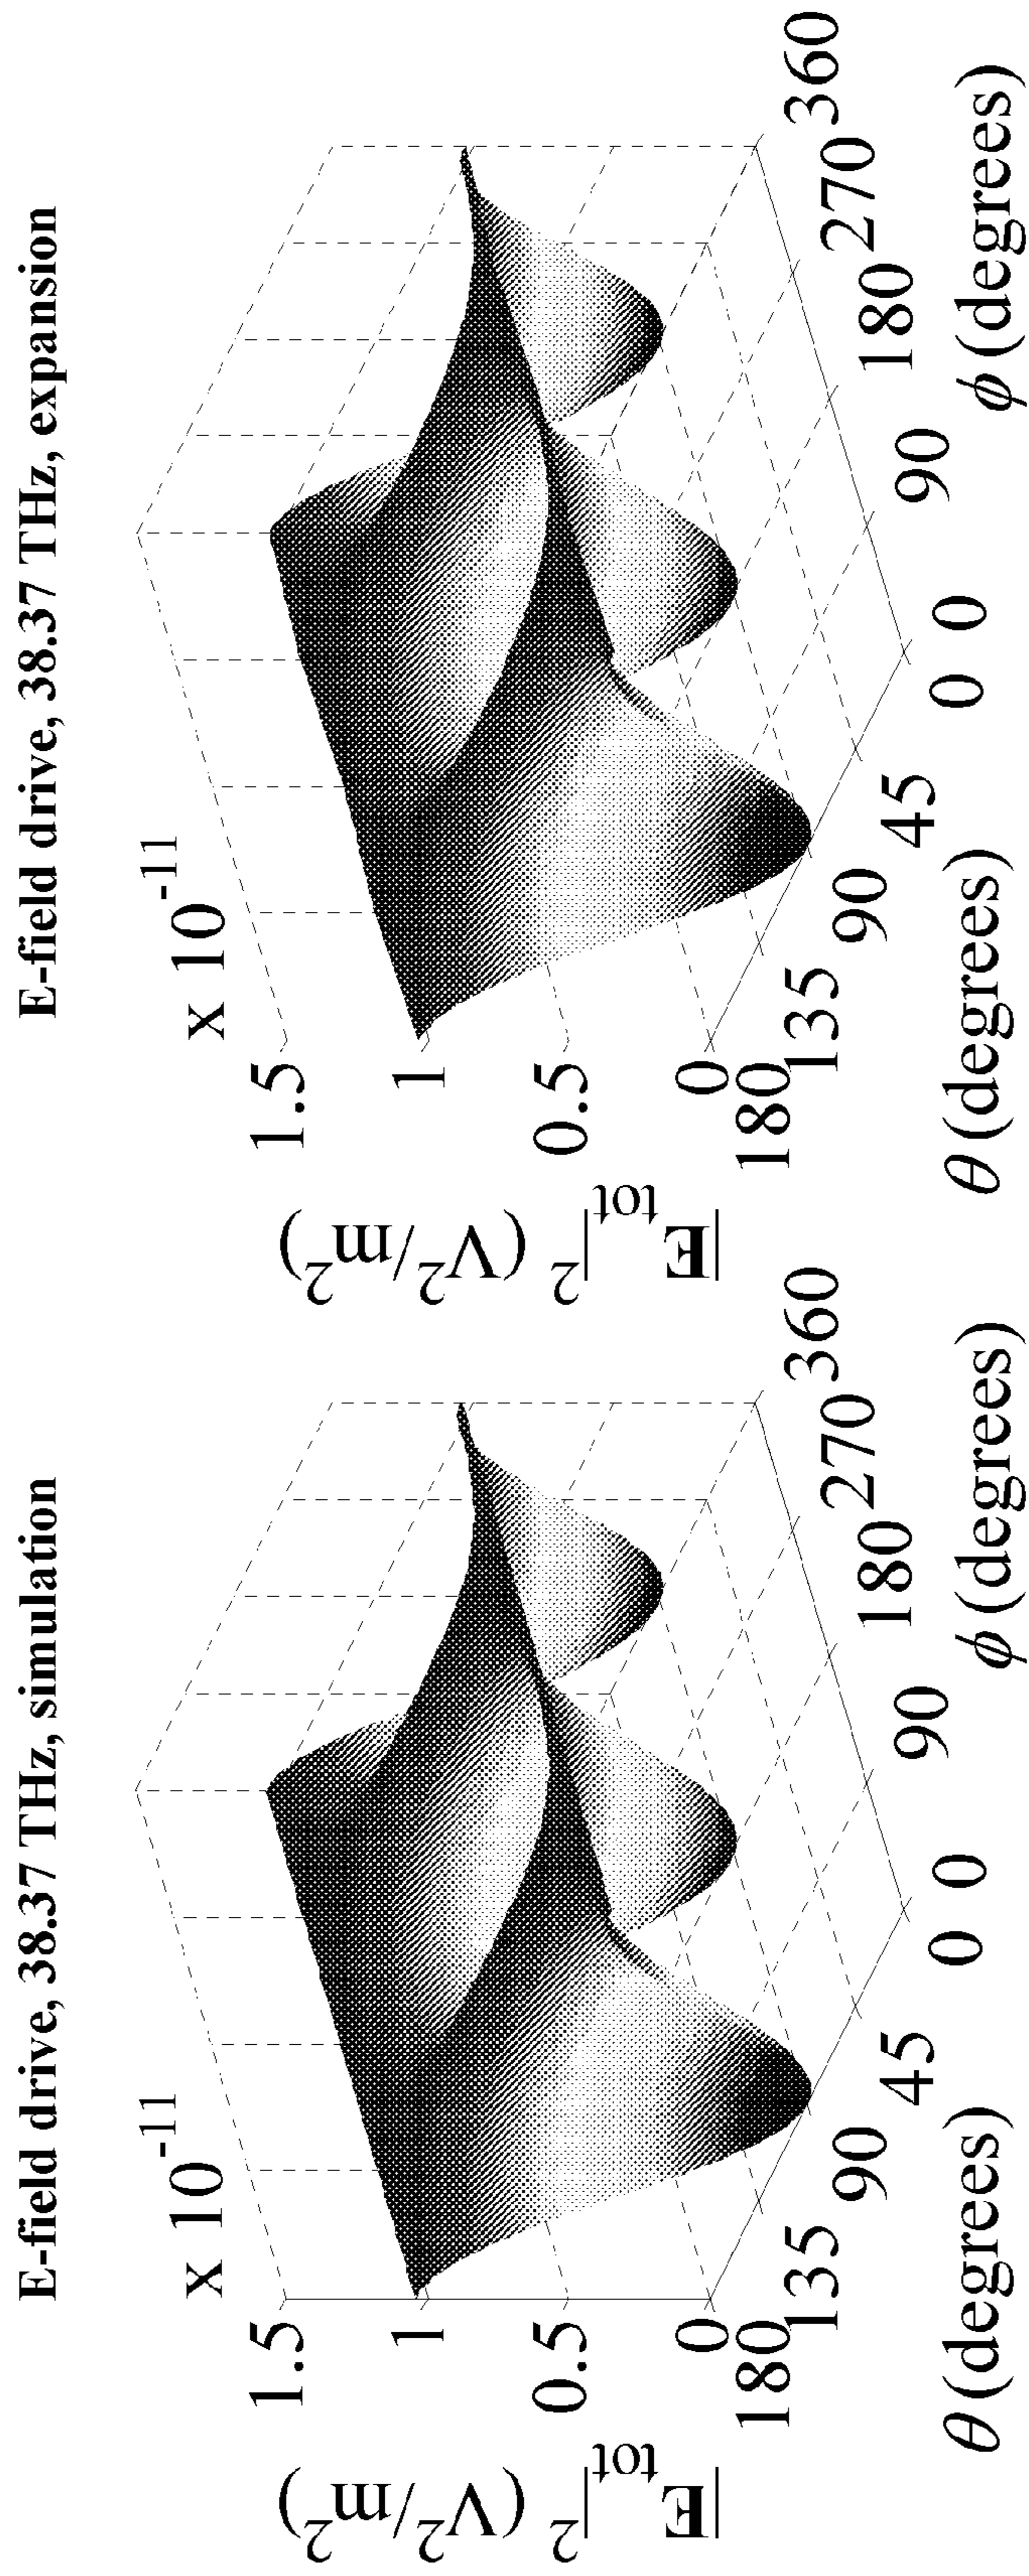 E-field drive, 38.37 THz, simulation
x 10^-11
1.5
1
0.5
0
|E_tot|^2 (V^2/m^2)
180
135
90
45
0
θ (degrees)
0
90
180
270
360
ϕ (degrees)
E-field drive, 38.37 THz, expansion
x 10^-11
1.5
1
0.5
0
|E_tot|^2 (V^2/m^2)
180
135
90
45
0
θ (degrees)
0
90
180
270
360
ϕ (degrees)